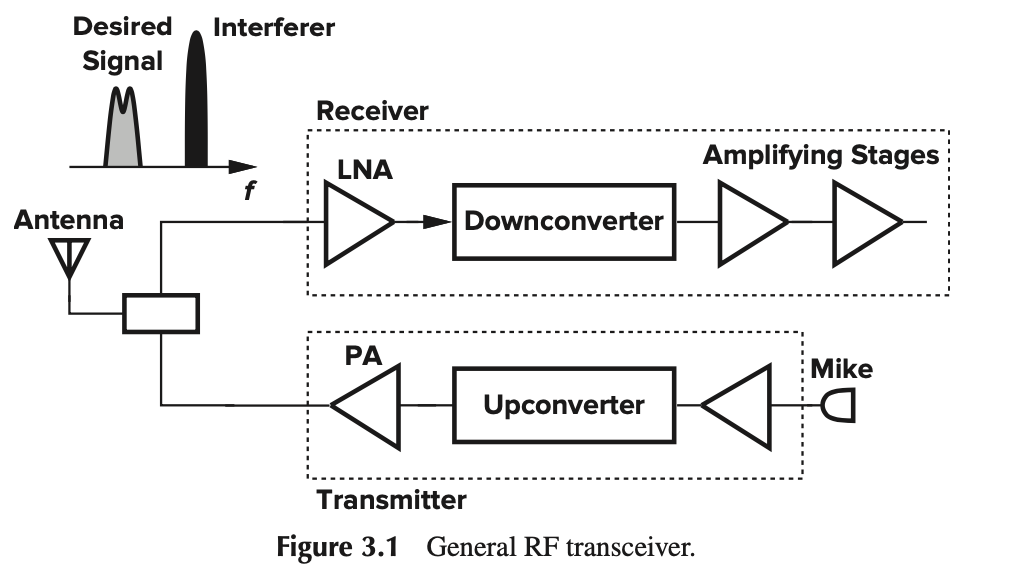 Desired
Signal
Interferer
f
Receiver
LNA
Downconverter
Amplifying Stages
Antenna
PA
Upconverter
Mike
Transmitter
Figure 3.1 General RF transceiver.